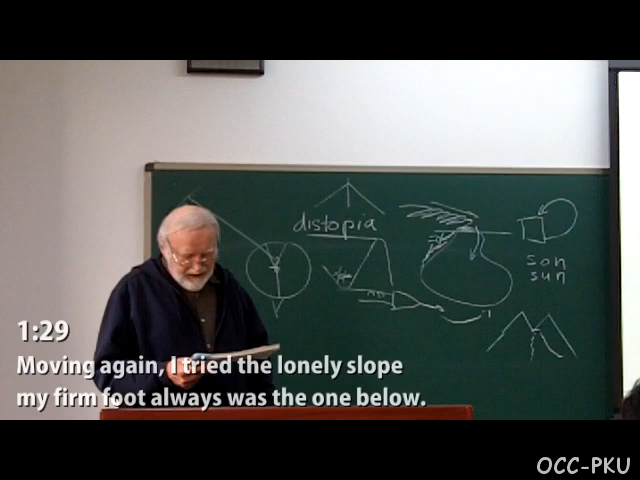 distopia
son
sun
1:29
Moving again, I tried the lonely slope
my firm foot always was the one below.
OCC-PKU